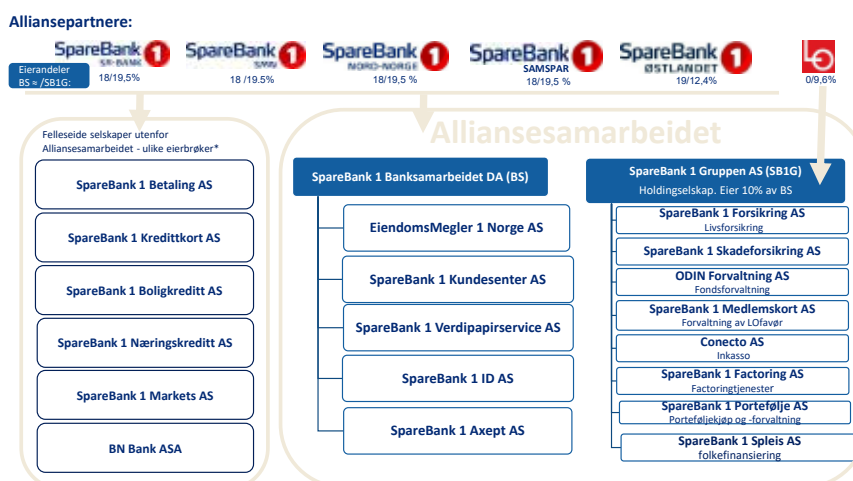 Alliansepartnere:
SpareBank 1
SR-BANK
SpareBank 1
SMN
SpareBank 1
NORD-NORGE
SpareBank 1
SAMSPAR
SpareBank 1
ØSTLANDET
LO
Eierandeler
BS ≈ /SB1G:
18/19,5%
18 /19.5%
18/19,5 %
18/19,5 %
19/12,4%
0/9,6%
Felleseide selskaper utenfor
Alliansesamarbeidet - ulike eierbrøker*
SpareBank 1 Betaling AS
SpareBank 1 Kredittkort AS
SpareBank 1 Boligkreditt AS
SpareBank 1 Næringskreditt AS
SpareBank 1 Markets AS
BN Bank ASA
Alliansesamarbeidet
SpareBank 1 Banksamarbeidet DA (BS)
EiendomsMegler 1 Norge AS
SpareBank 1 Kundesenter AS
SpareBank 1 Verdipapirservice AS
SpareBank 1 ID AS
SpareBank 1 Axept AS
SpareBank 1 Gruppen AS (SB1G)
Holdingselskap. Eier 10% av BS
SpareBank 1 Forsikring AS
Livsforsikring
SpareBank 1 Skadeforsikring AS
ODIN Forvaltning AS
Fondsforvaltning
SpareBank 1 Medlemskort AS
Forvaltning av LOfavør
Conecto AS
Inkasso
SpareBank 1 Factoring AS
Factoringtjenester
SpareBank 1 Portefølje AS
Porteføljekjøp og -forvaltning
SpareBank 1 Spleis AS
folkefinansiering